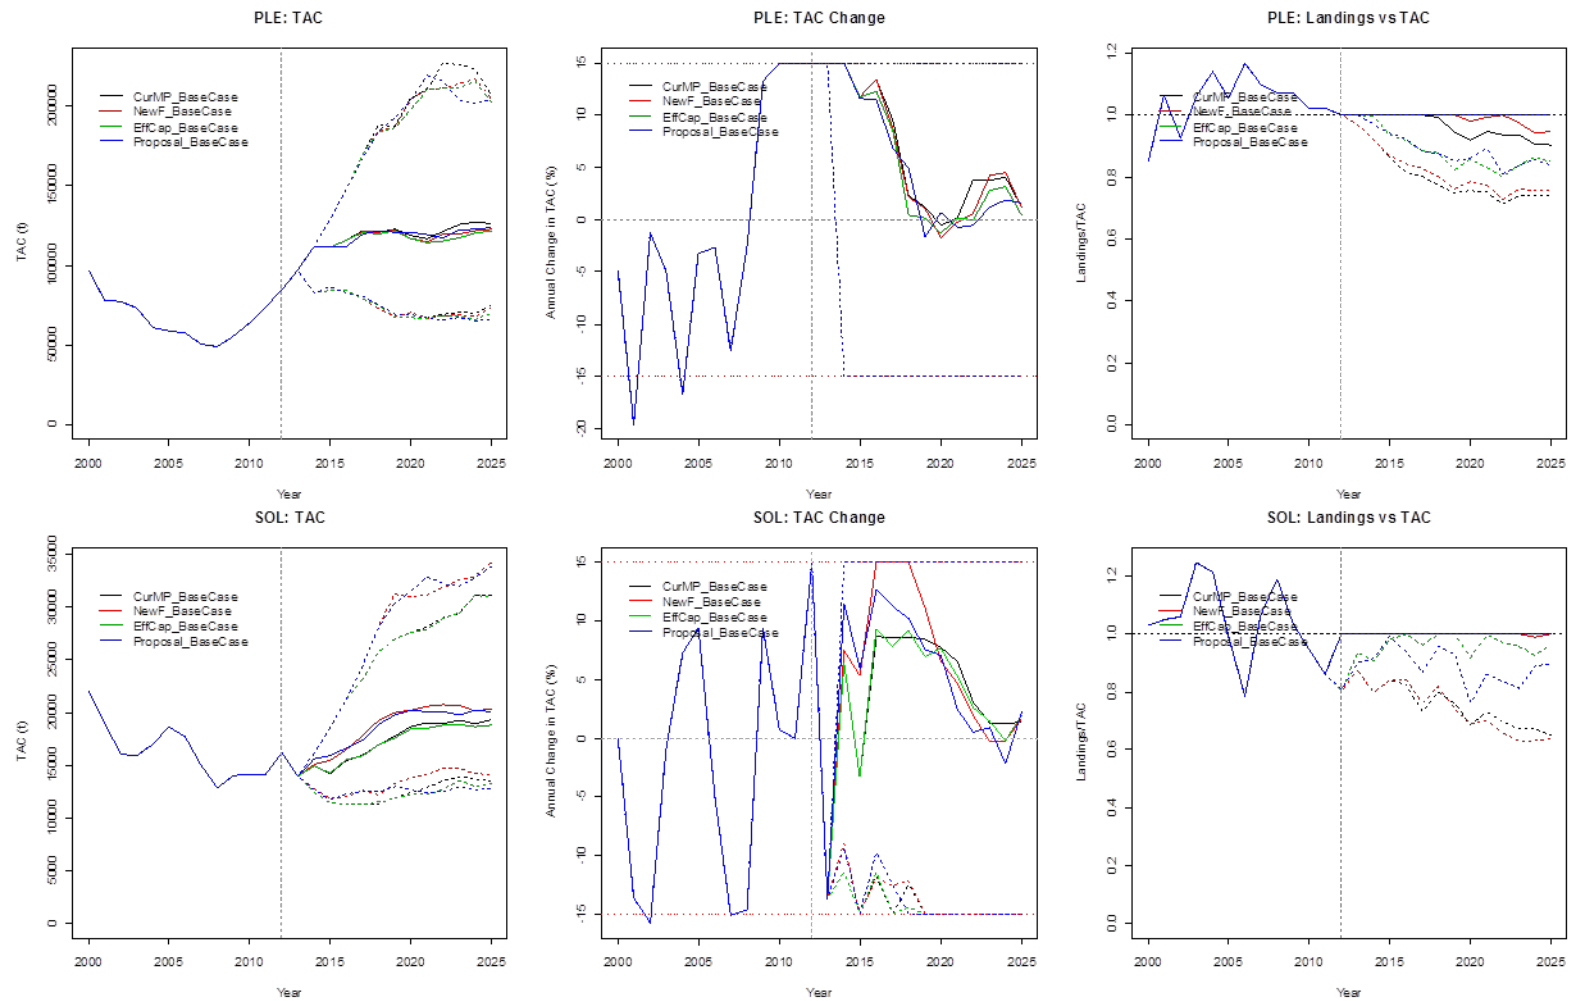 PLE: TAC
TAC (t)
200000
150000
100000
50000
0
CurMP_BaseCase
NewF_BaseCase
EffCap_BaseCase
Proposal_BaseCase
2000 2005 2010 2015 2020 2025
Year
PLE: TAC Change
Annual Change in TAC (%)
15
10
5
0
-5
-10
-15
-20
CurMP_BaseCase
NewF_BaseCase
EffCap_BaseCase
Proposal_BaseCase
2000 2005 2010 2015 2020 2025
Year
PLE: Landings vs TAC
Landings/TAC
1.2
1.0
0.8
0.6
0.4
0.2
0.0
CurMP_BaseCase
NewF_BaseCase
EffCap_BaseCase
Proposal_BaseCase
2000 2005 2010 2015 2020 2025
Year
SOL: TAC
TAC (t)
35000
30000
25000
20000
15000
10000
5000
0
CurMP_BaseCase
NewF_BaseCase
EffCap_BaseCase
Proposal_BaseCase
2000 2005 2010 2015 2020 2025
Year
SOL: TAC Change
Annual Change in TAC (%)
15
10
5
0
-5
-10
-15
CurMP_BaseCase
NewF_BaseCase
EffCap_BaseCase
Proposal_BaseCase
2000 2005 2010 2015 2020 2025
Year
SOL: Landings vs TAC
Landings/TAC
1.2
1.0
0.8
0.6
0.4
0.2
0.0
CurMP_BaseCase
NewF_BaseCase
EffCap_BaseCase
Proposal_BaseCase
2000 2005 2010 2015 2020 2025
Year